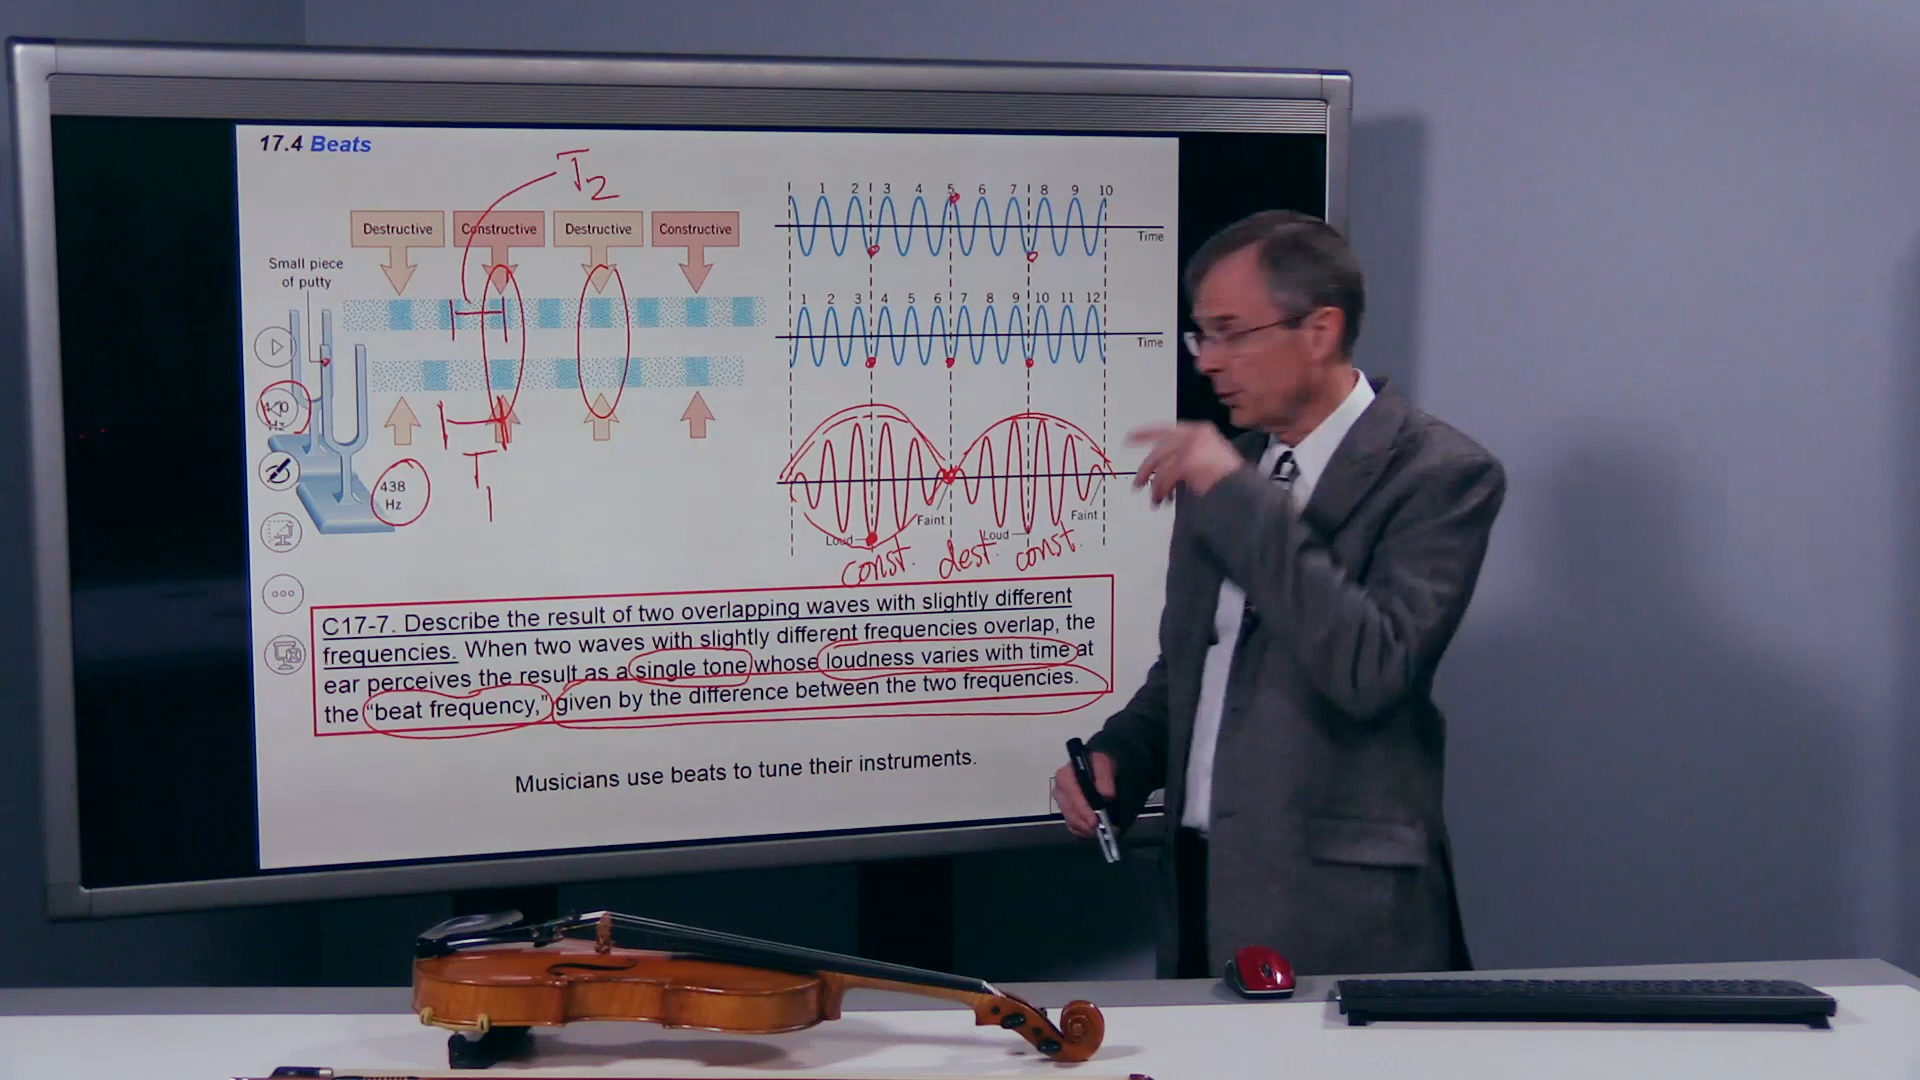 17.4 Beats
T2
Destructive Constructive Destructive Constructive
Small piece
of putty
T1
438
Hz
1 2 3 4 5 6 7 8 9 10
Time
1 2 3 4 5 6 7 8 9 10 11 12
Time
Faint
Faint
Loud
Loud
const. dest. const.
C17-7. Describe the result of two overlapping waves with slightly different
frequencies. When two waves with slightly different frequencies overlap, the
ear perceives the result as a single tone whose loudness varies with time at
the "beat frequency," given by the difference between the two frequencies.
Musicians use beats to tune their instruments.